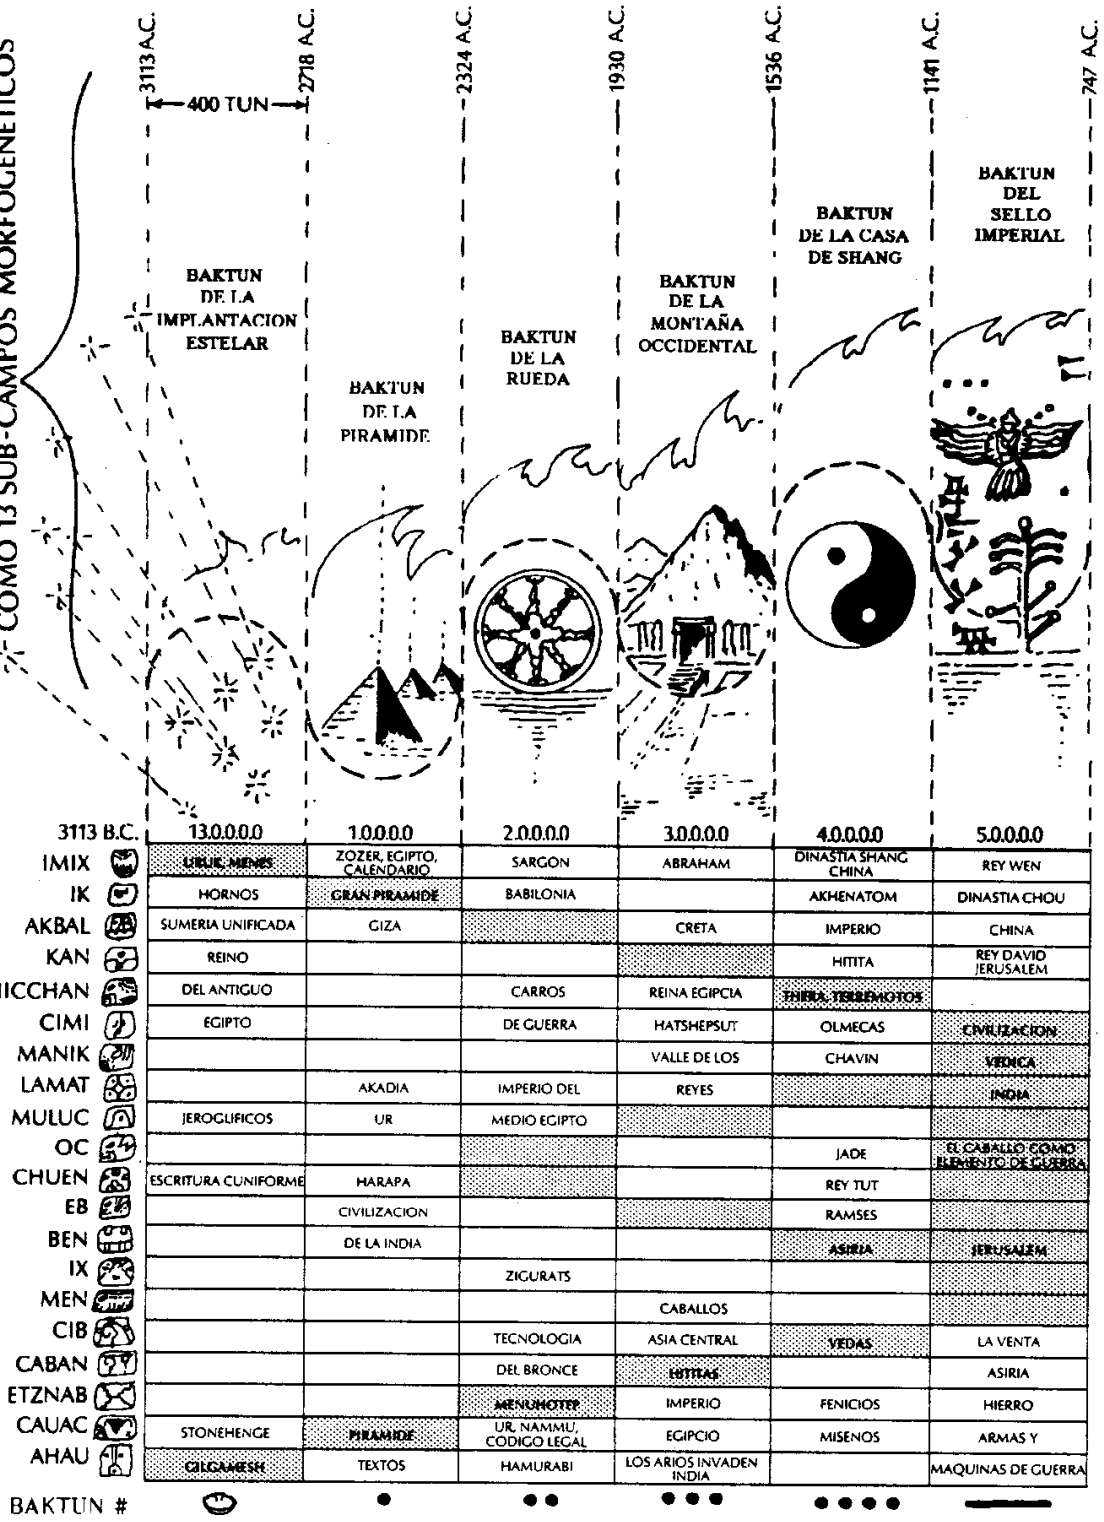 COMO 13 SUB-CAMPOS MORFOGENETICOS
3113 A.C.
2718 A.C.
2324 A.C.
1930 A.C.
1536 A.C.
1141 A.C.
747 A.C.
400 TUN
BAKTUN
DE LA
IMPLANTACION
ESTELAR
BAKTUN
DE LA
PIRAMIDE
BAKTUN
DE LA
RUEDA
BAKTUN
DE LA
MONTAÑA
OCCIDENTAL
BAKTUN
DE LA CASA
DE SHANG
BAKTUN
DEL
SELLO
IMPERIAL
3113 B.C. 13.0.0.0.0 1.0.0.0.0 2.0.0.0.0 3.0.0.0.0 4.0.0.0.0 5.0.0.0.0
IMIX URUK, MENES ZOZER, EGIPTO, CALENDARIO SARGON ABRAHAM DINASTIA SHANG CHINA REY WEN
IK HORNOS GRAN PIRAMIDE BABILONIA AKHENATOM DINASTIA CHOU
AKBAL SUMERIA UNIFICADA GIZA CRETA IMPERIO CHINA
KAN REINO HITITA REY DAVID JERUSALEM
HICCHAN DEL ANTIGUO CARROS REINA EGIPCIA THERA, TERREMOTOS
CIMI EGIPTO DE GUERRA HATSHEPSUT OLMECAS CIVILIZACION
MANIK VALLE DE LOS CHAVIN VEDICA
LAMAT AKADIA IMPERIO DEL REYES INDIA
MULUC JEROGLIFICOS UR MEDIO EGIPTO
OC JADE EL CABALLO COMO ELEMENTO DE GUERRA
CHUEN ESCRITURA CUNIFORME HARAPA REY TUT
EB CIVILIZACION RAMSES
BEN DE LA INDIA ASIRIA JERUSALEM
IX ZIGURATS
MEN CABALLOS
CIB TECNOLOGIA ASIA CENTRAL VEDAS LA VENTA
CABAN DEL BRONCE HITITAS ASIRIA
ETZNAB MENUHOTEP IMPERIO FENICIOS HIERRO
CAUAC STONEHENGE PIRAMIDE UR, NAMMU, CODIGO LEGAL EGIPCIO MISENOS ARMAS Y
AHAU GILGAMESH TEXTOS HAMURABI LOS ARIOS INVADEN INDIA MAQUINAS DE GUERRA
BAKTUN #